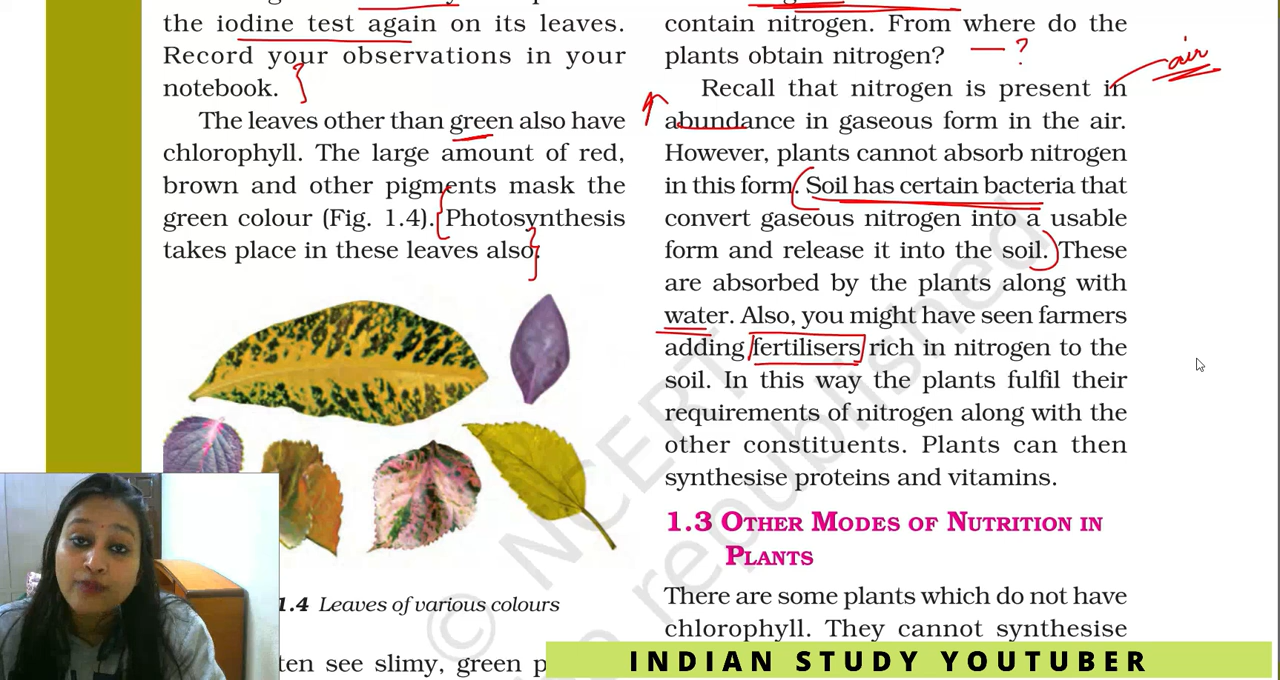 the iodine test again on its leaves.
Record your observations in your
notebook.
The leaves other than green also have
chlorophyll. The large amount of red,
brown and other pigments mask the
green colour (Fig. 1.4). Photosynthesis
takes place in these leaves also.
1.4 Leaves of various colours
ten see slimy, green p
contain nitrogen. From where do the
plants obtain nitrogen? — ?
air
Recall that nitrogen is present in
abundance in gaseous form in the air.
However, plants cannot absorb nitrogen
in this form. Soil has certain bacteria that
convert gaseous nitrogen into a usable
form and release it into the soil. These
are absorbed by the plants along with
water. Also, you might have seen farmers
adding fertilisers rich in nitrogen to the
soil. In this way the plants fulfil their
requirements of nitrogen along with the
other constituents. Plants can then
synthesise proteins and vitamins.
1.3 OTHER MODES OF NUTRITION IN
PLANTS
There are some plants which do not have
chlorophyll. They cannot synthesise
© NCERT
republished
INDIAN STUDY YOUTUBER